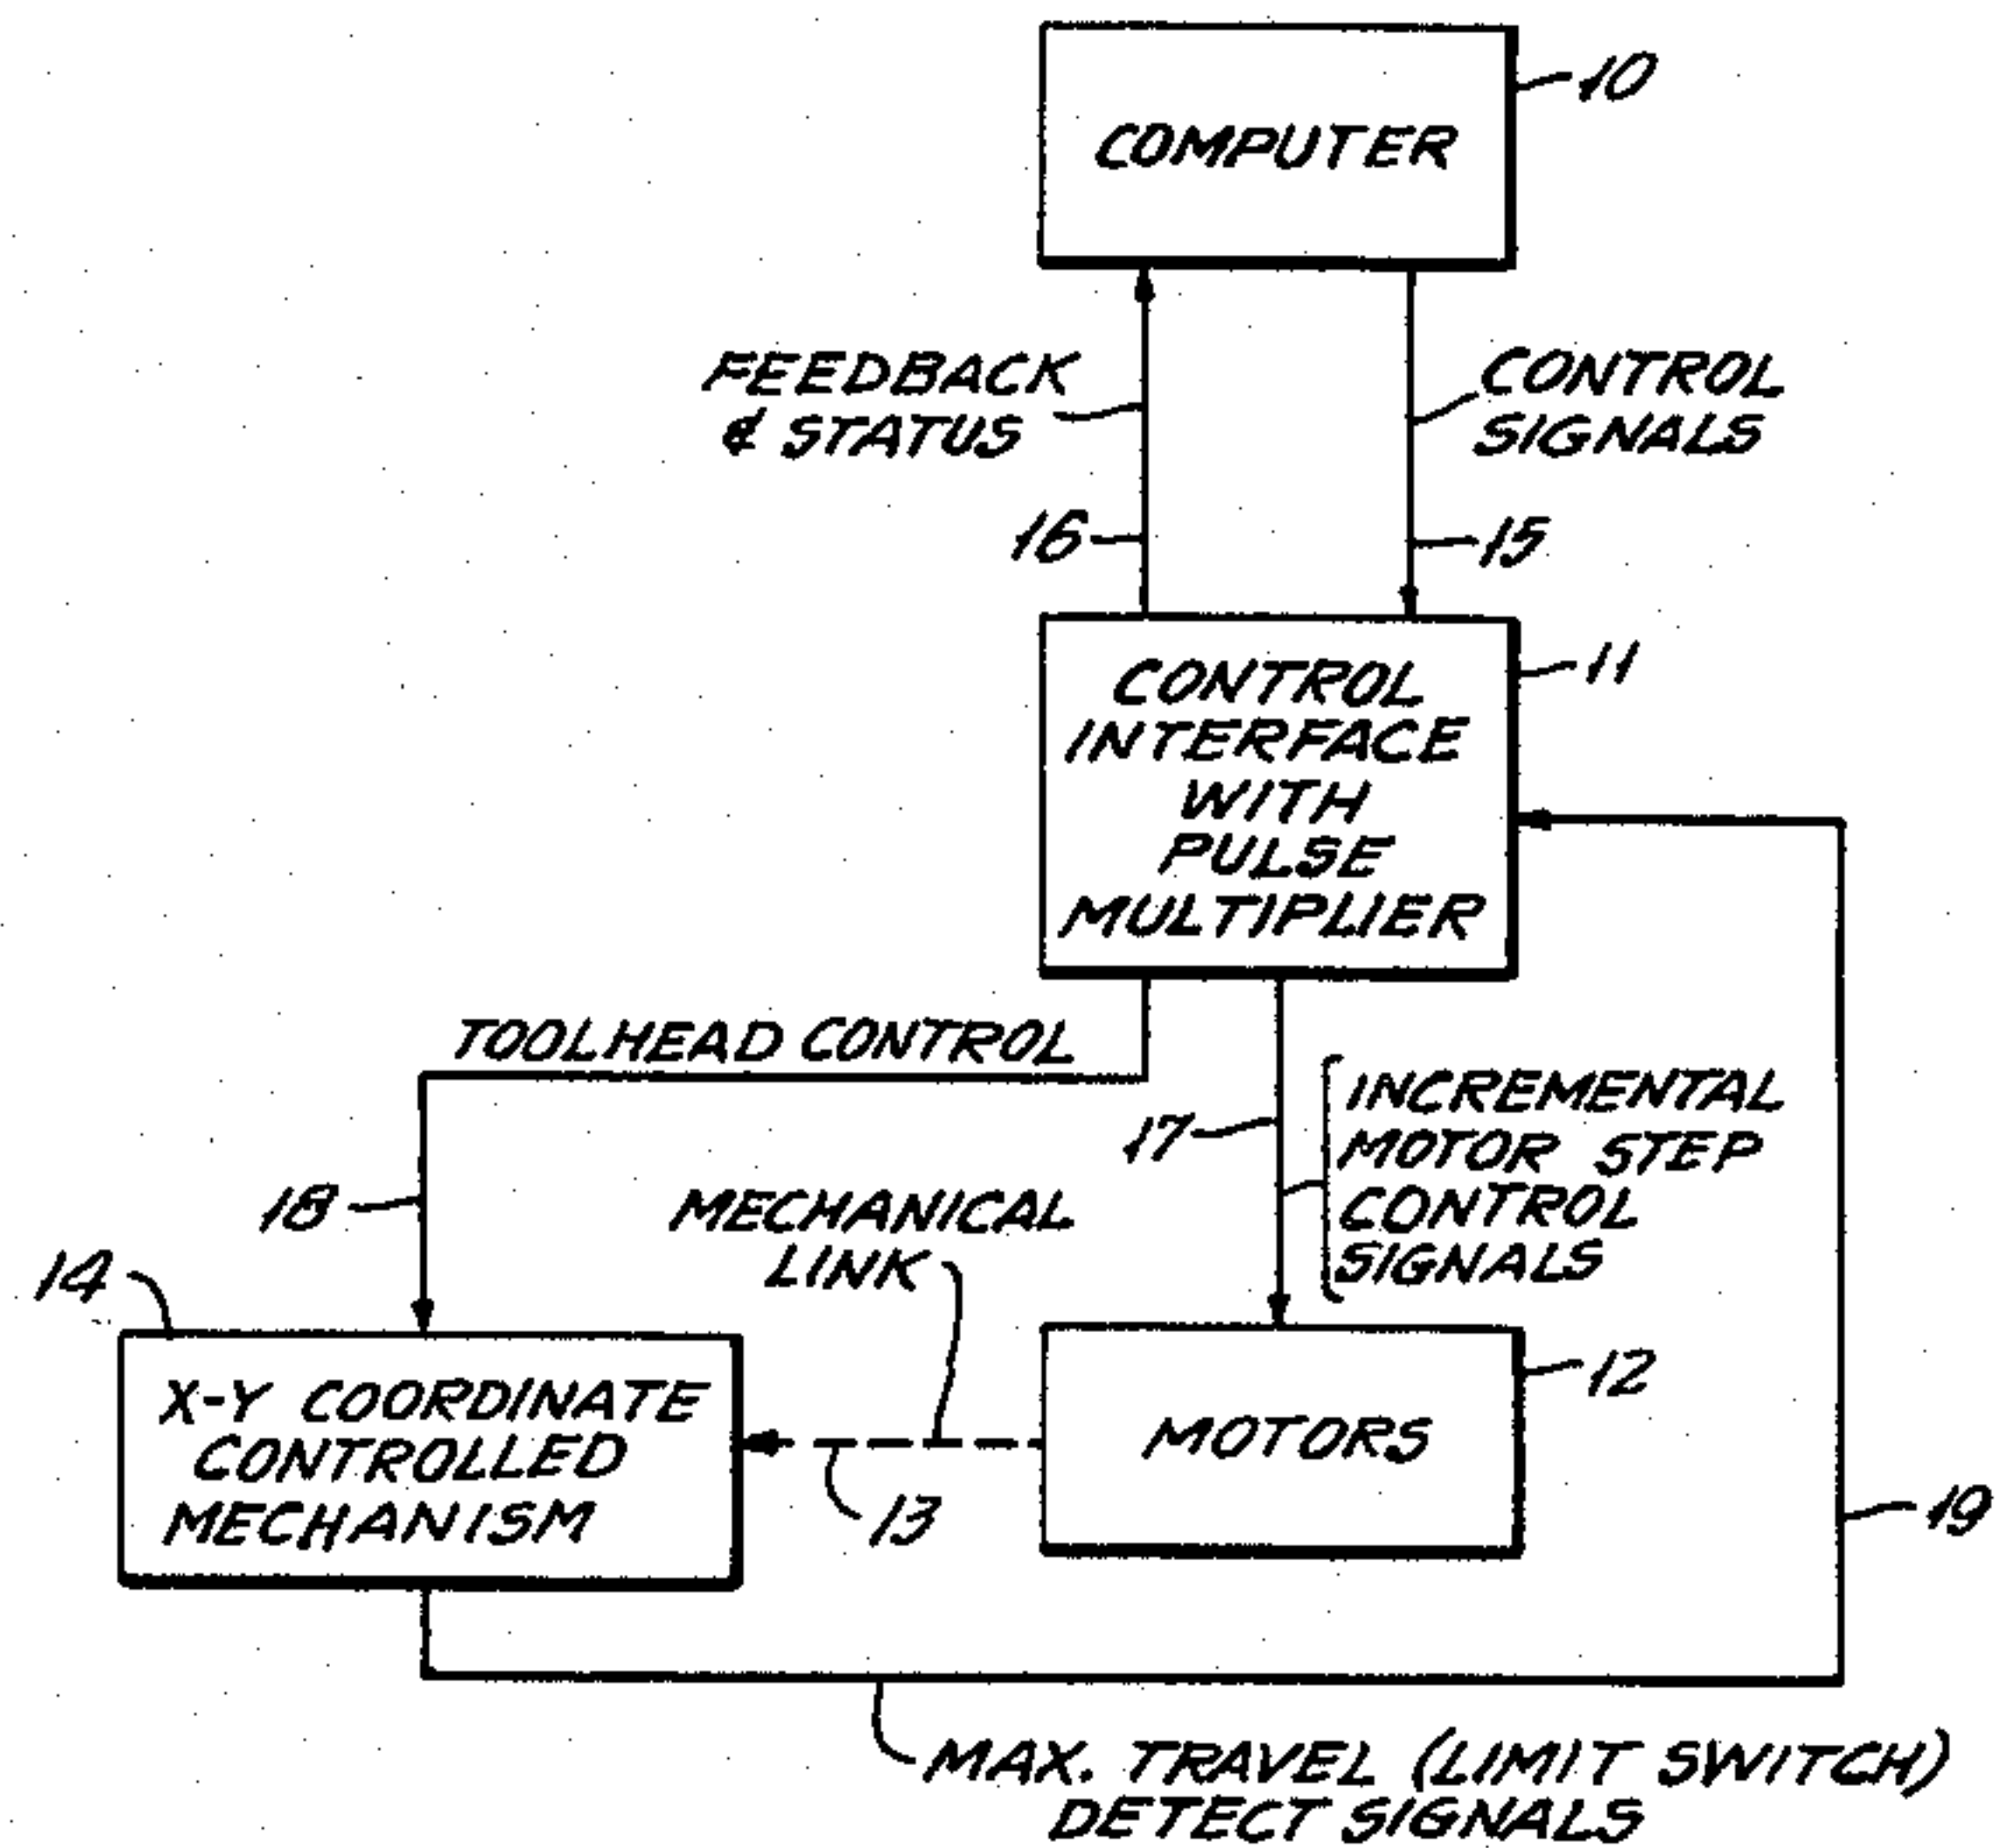 10
COMPUTER
FEEDBACK
& STATUS
CONTROL
SIGNALS
16
15
11
CONTROL
INTERFACE
WITH
PULSE
MULTIPLIER
TOOLHEAD CONTROL
17
INCREMENTAL
MOTOR STEP
CONTROL
SIGNALS
18
MECHANICAL
LINK
14
12
X-Y COORDINATE
CONTROLLED
MECHANISM
MOTORS
13
19
MAX. TRAVEL (LIMIT SWITCH)
DETECT SIGNALS